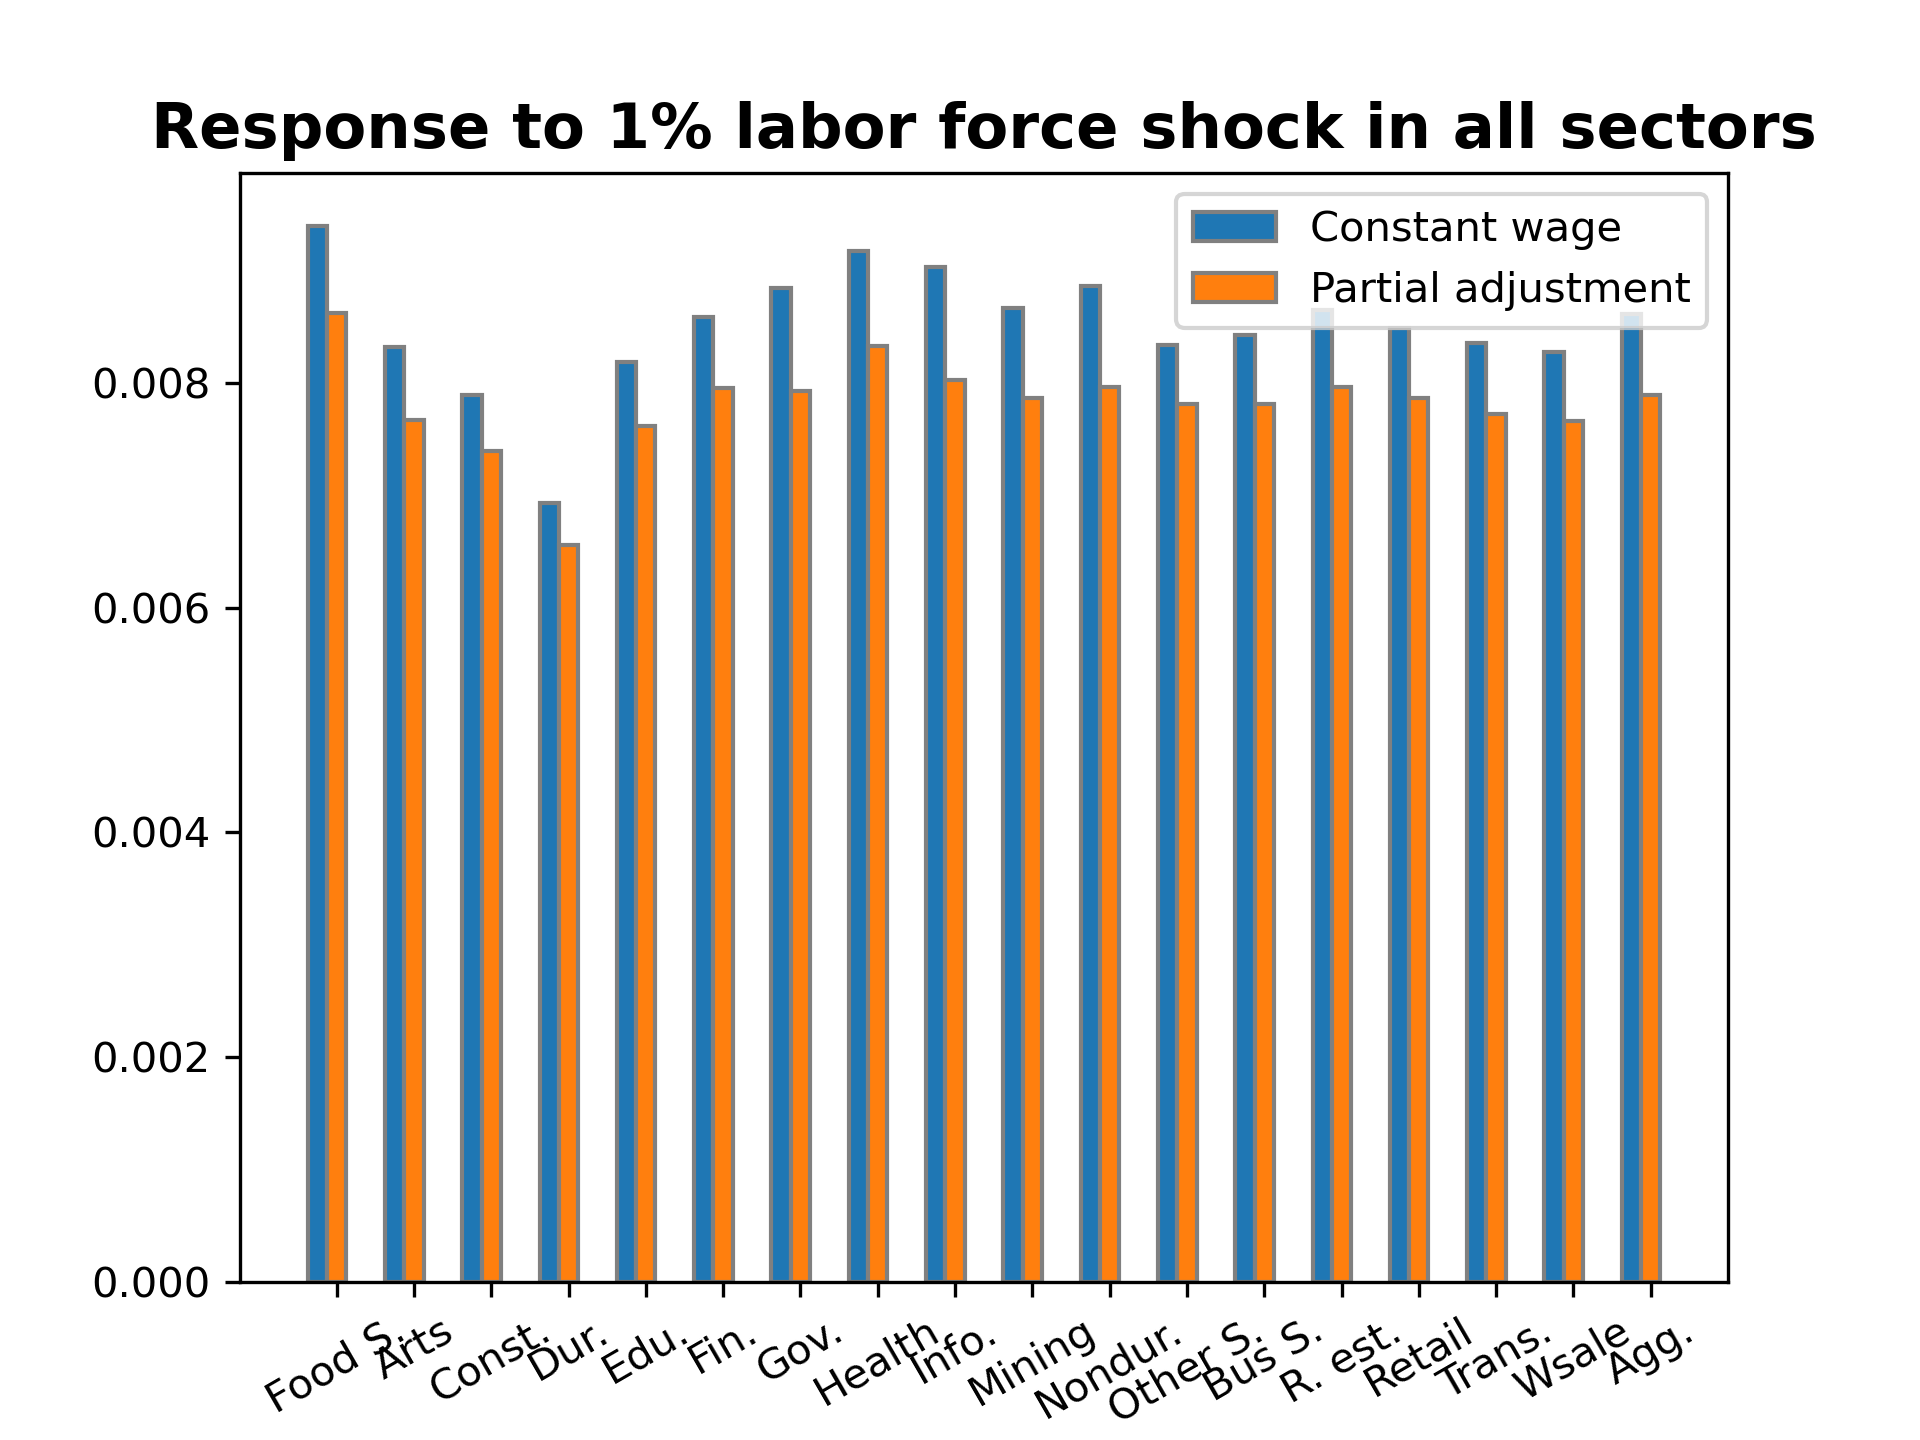 Response to 1% labor force shock in all sectors
Constant wage
Partial adjustment
0.008
0.006
0.004
0.002
0.000
Food S.
Arts
Const.
Dur.
Edu.
Fin.
Gov.
Health
Info.
Mining
Nondur.
Other S.
Bus S.
R. est.
Retail
Trans.
Wsale
Agg.